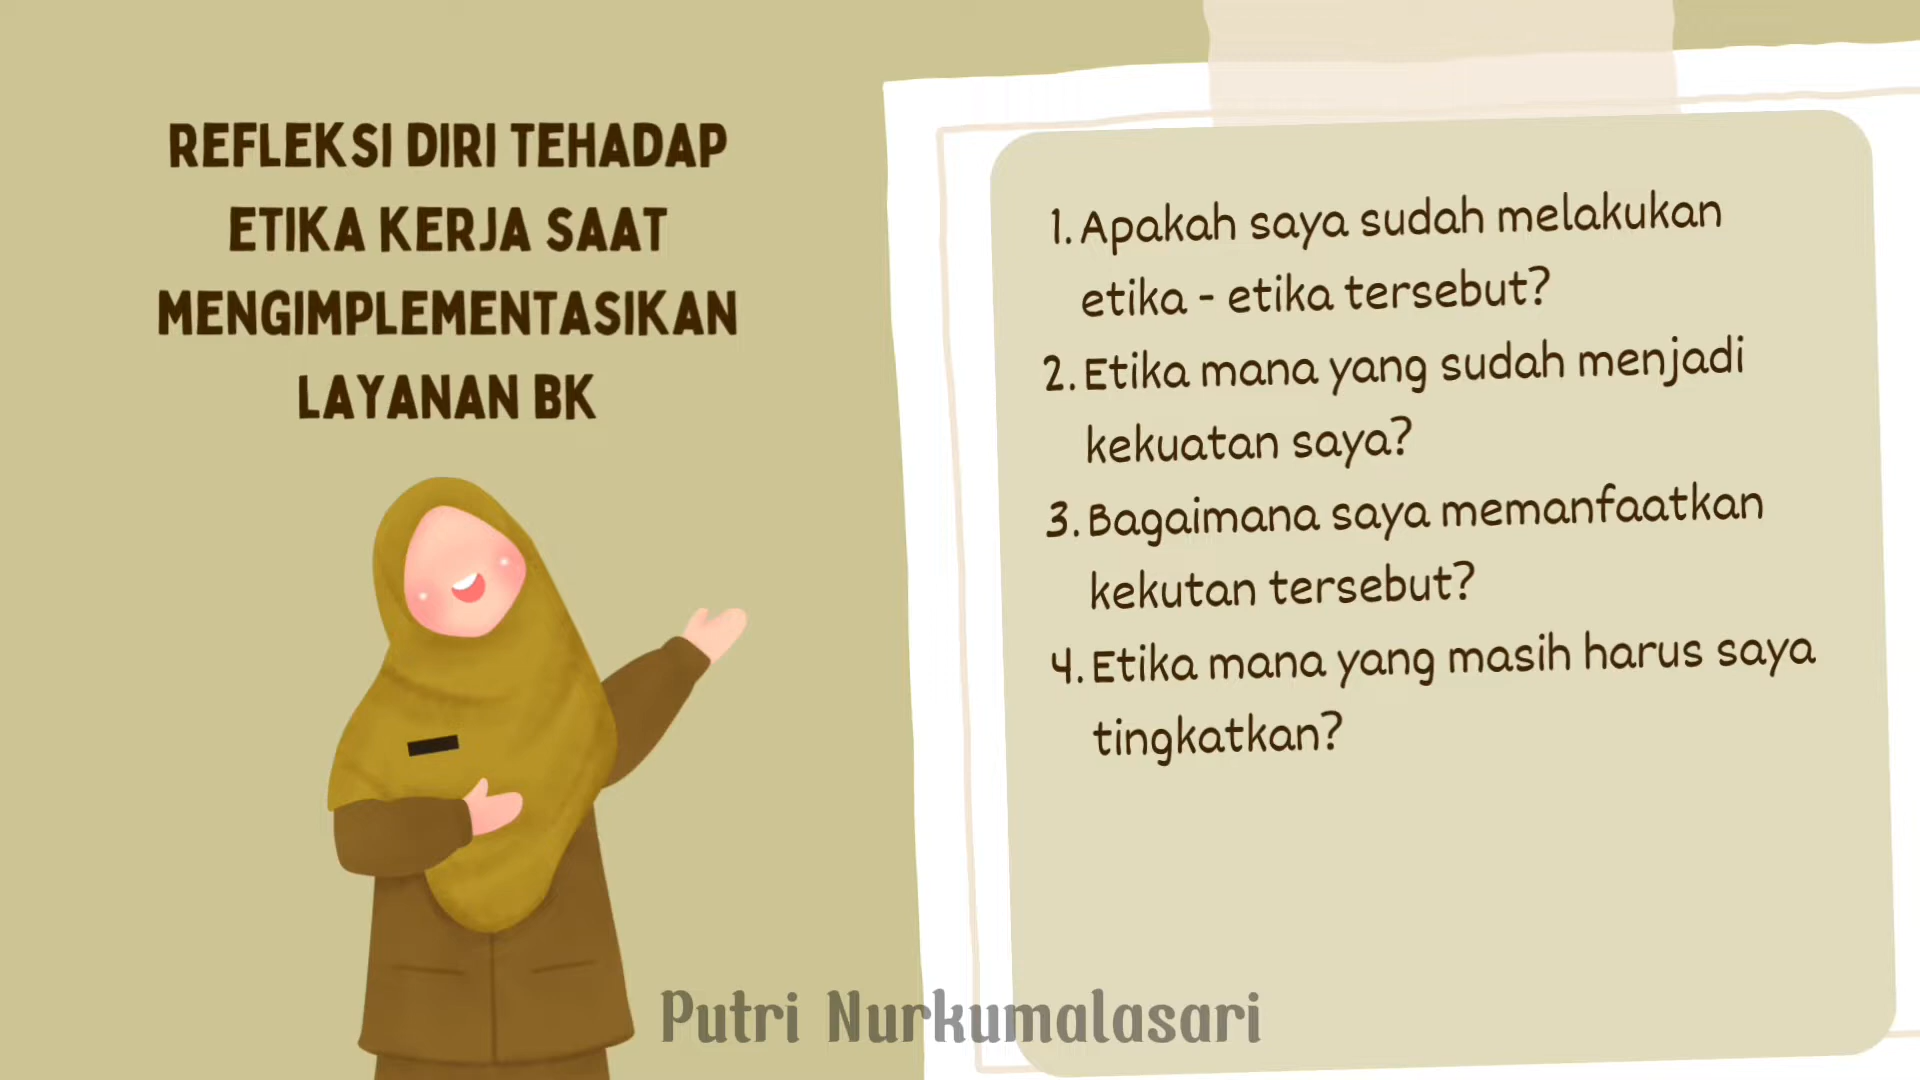 REFLEKSI DIRI TEHADAP
ETIKA KERJA SAAT
MENGIMPLEMENTASIKAN
LAYANAN BK
1. Apakah saya sudah melakukan
etika - etika tersebut?
2. Etika mana yang sudah menjadi
kekuatan saya?
3. Bagaimana saya memanfaatkan
kekutan tersebut?
4. Etika mana yang masih harus saya
tingkatkan?
Putri Nurkumalasari